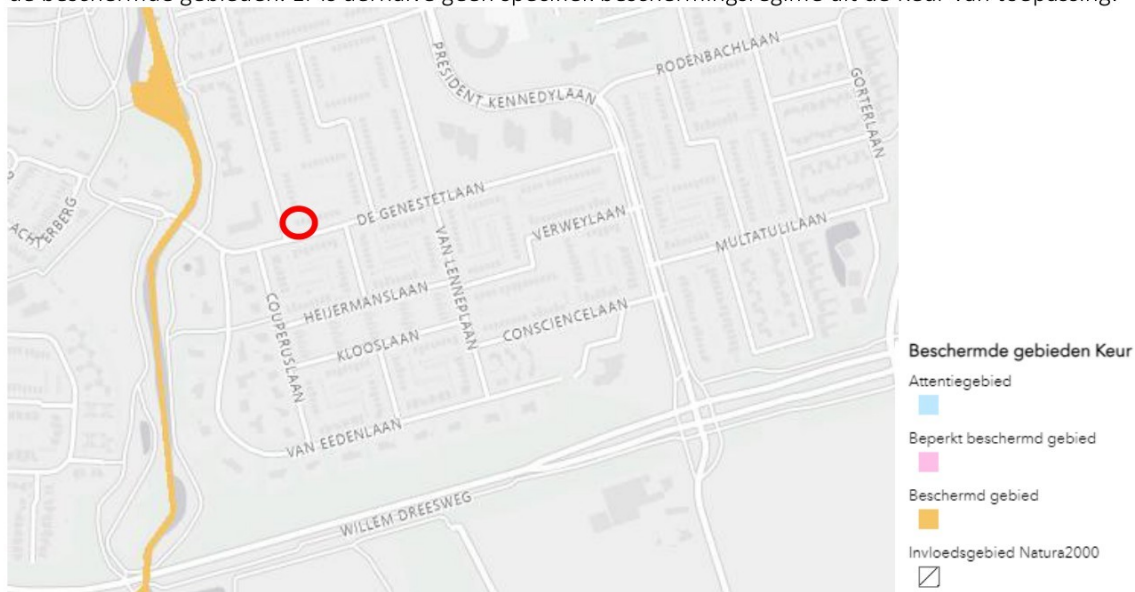 de beschermde gebieden. Er is derhalve geen specifiek beschermingsregime uit de Keur van toepassing.
PRESIDENT KENNEDYLAAN
RODENBACHLAAN
GORTERLAAN
ACHTERBERG
DE GENESTETLAAN
VERWEYLAAN
MULTATULILAAN
VAN LENNEPLAAN
HEIJERMANSLAAN
COUPERUSLAAN
KLOOSLAAN
CONSCIENCELAAN
VAN EEDENLAAN
WILLEM DREESWEG
Beschermde gebieden Keur
Attentiegebied
Beperkt beschermd gebied
Beschermd gebied
Invloedsgebied Natura2000